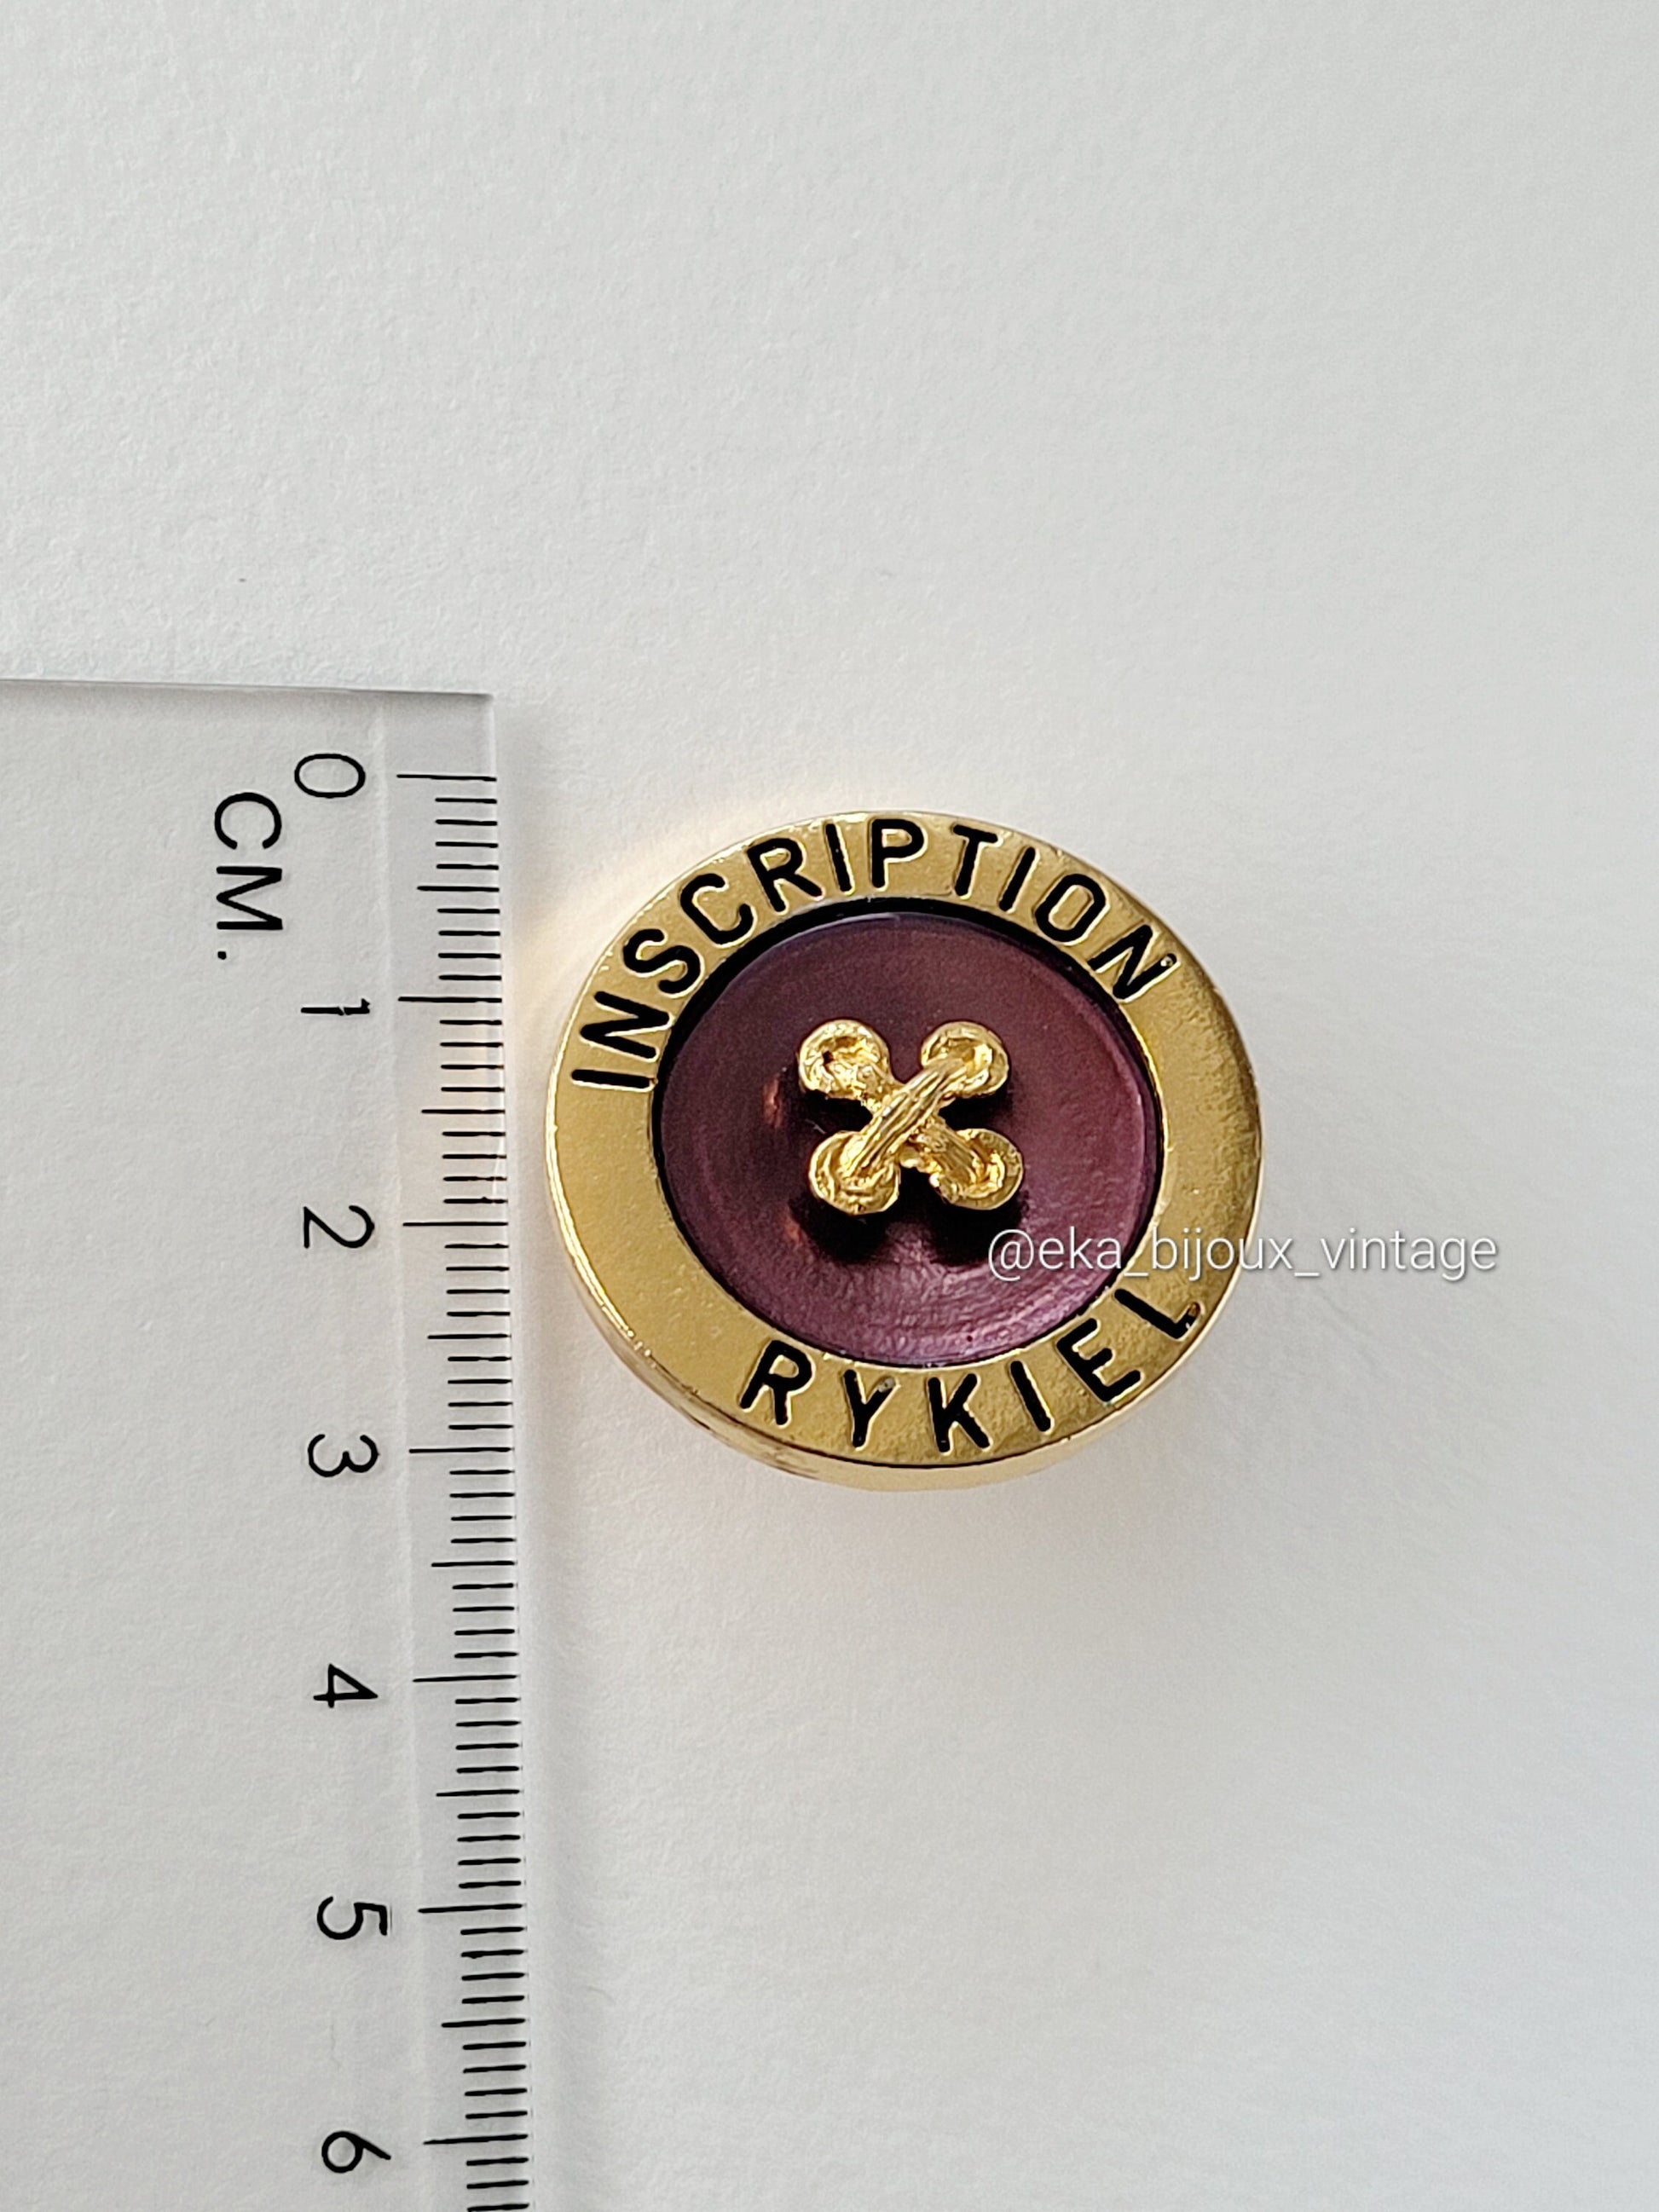 0
CM.
1
2
3
4
5
6
INSCRIPTION
RYKIEL
@eka_bijoux_vintage